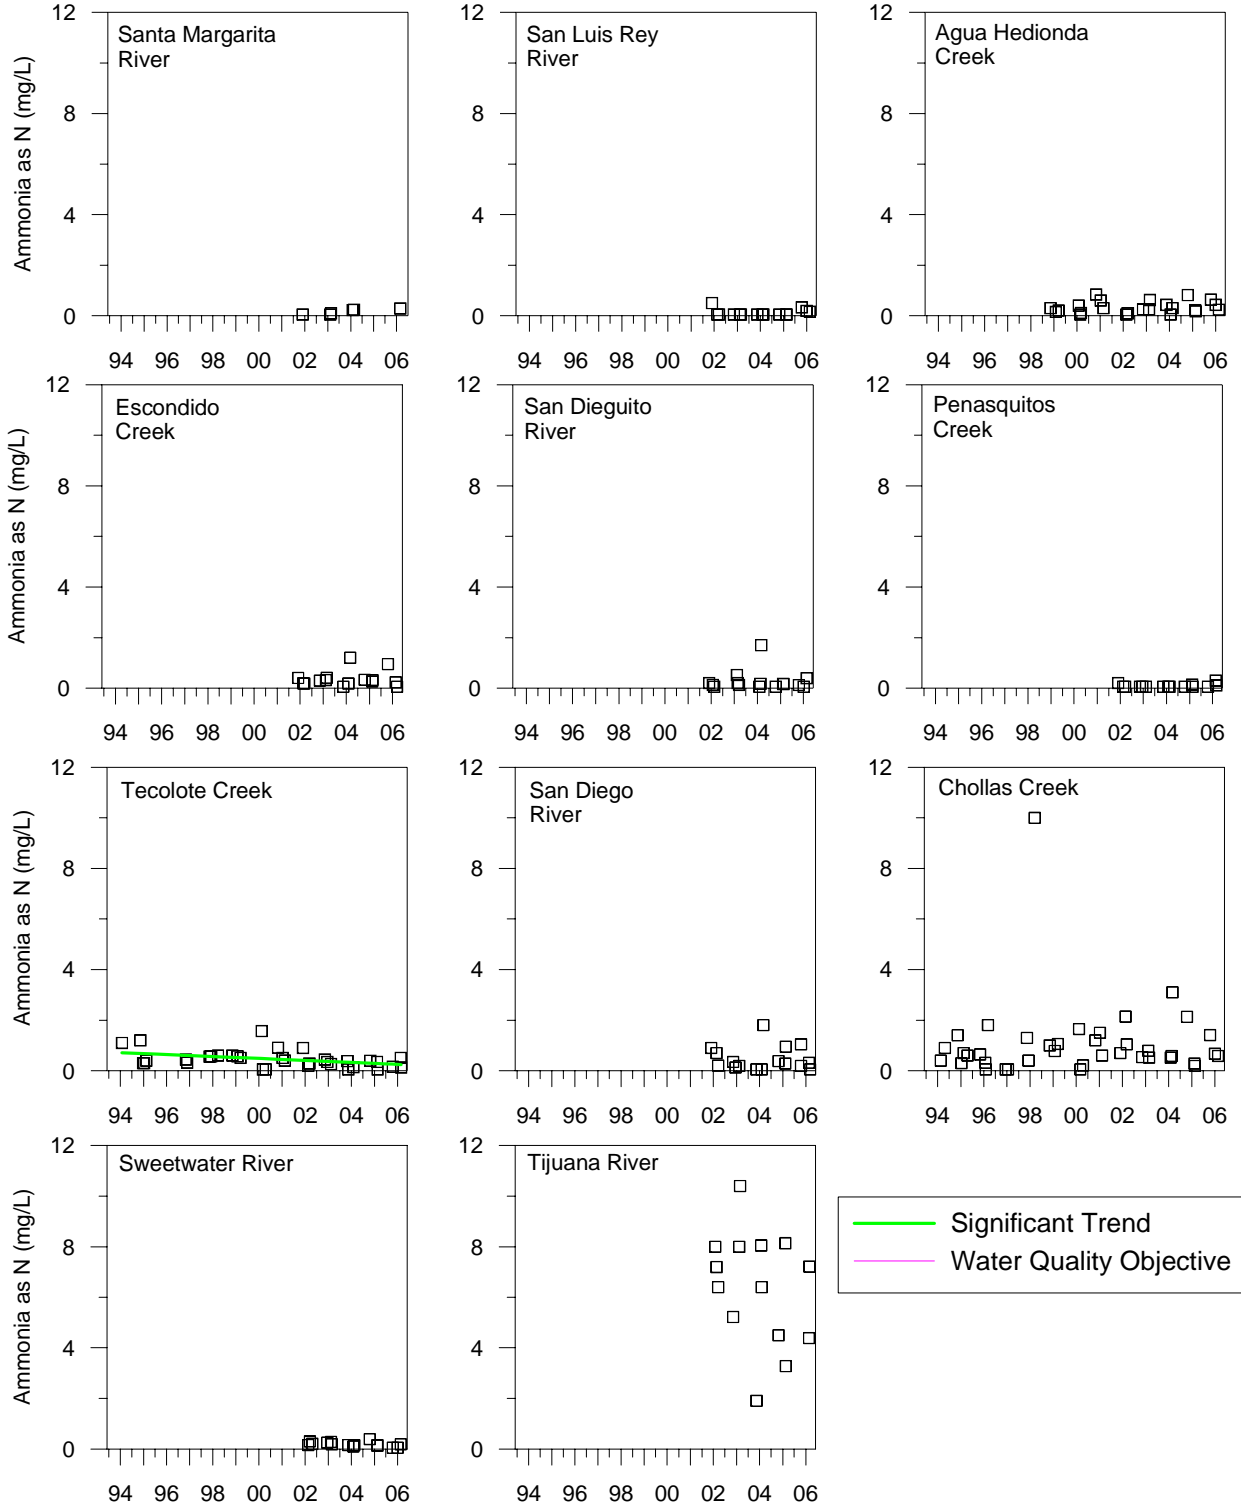 Ammonia as N (mg/L)
12
8
4
0
Santa Margarita
River
94 96 98 00 02 04 06
12
8
4
0
San Luis Rey
River
94 96 98 00 02 04 06
12
8
4
0
Agua Hedionda
Creek
94 96 98 00 02 04 06
Ammonia as N (mg/L)
12
8
4
0
Escondido
Creek
94 96 98 00 02 04 06
12
8
4
0
San Dieguito
River
94 96 98 00 02 04 06
12
8
4
0
Penasquitos
Creek
94 96 98 00 02 04 06
Ammonia as N (mg/L)
12
8
4
0
Tecolote Creek
94 96 98 00 02 04 06
12
8
4
0
San Diego
River
94 96 98 00 02 04 06
12
8
4
0
Chollas Creek
94 96 98 00 02 04 06
Ammonia as N (mg/L)
12
8
4
0
Sweetwater River
94 96 98 00 02 04 06
12
8
4
0
Tijuana River
94 96 98 00 02 04 06
Significant Trend
Water Quality Objective